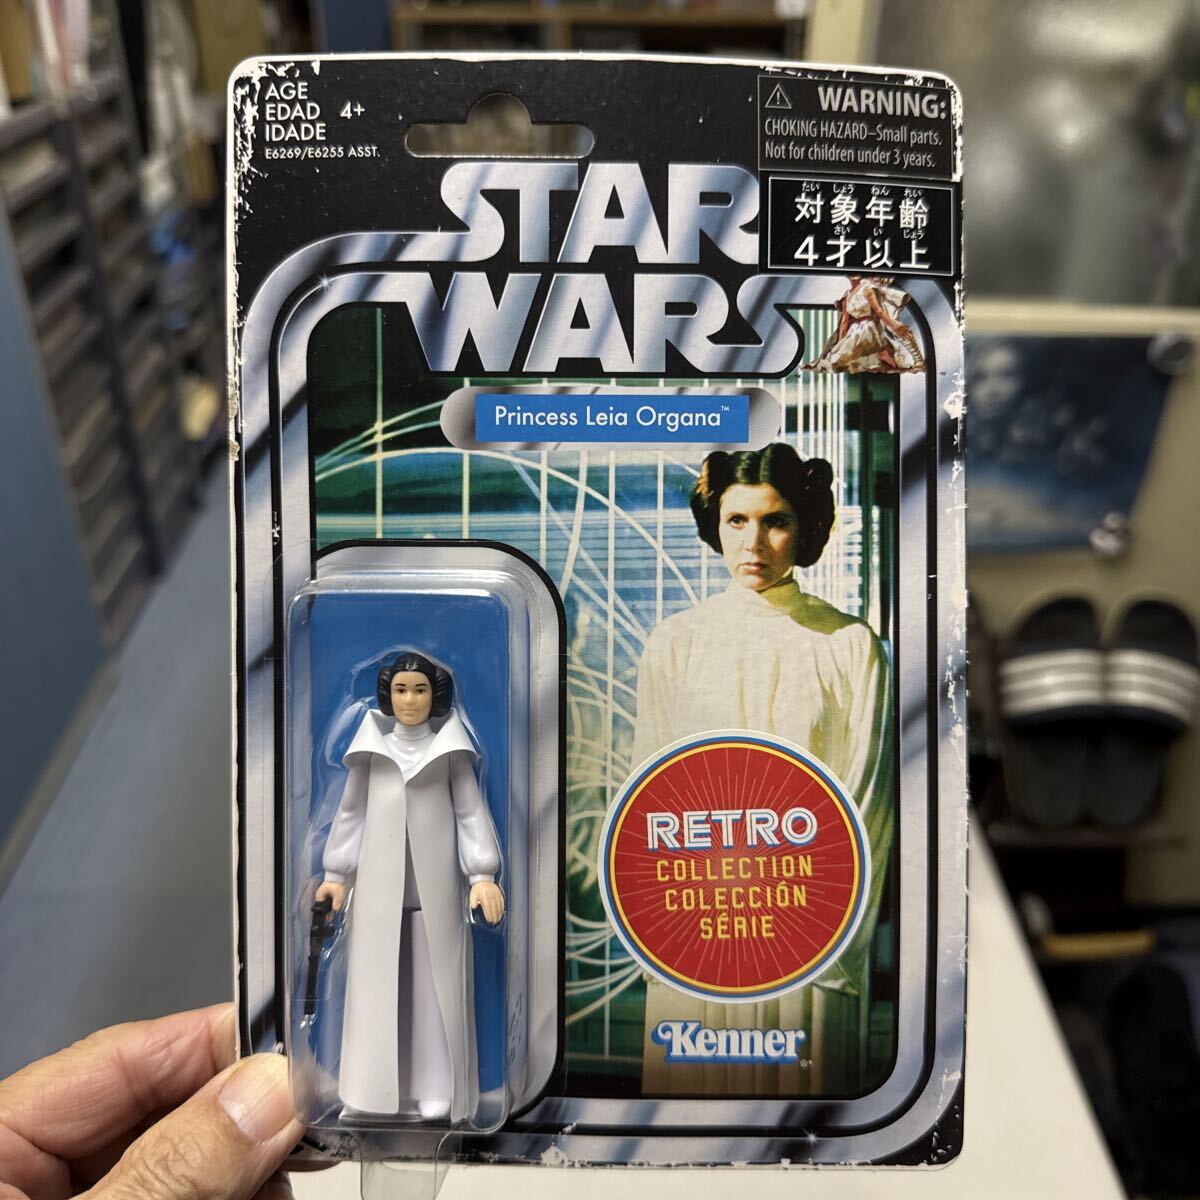 AGE
EDAD 4+
IDADE
E6269/E6255 ASST.
WARNING:
CHOKING HAZARD–Small parts.
Not for children under 3 years.
たい しょう ねん れい
対象年齢
さい い じょう
4才以上
STAR
WARS
™
Princess Leia Organa™
RETRO
COLLECTION
COLECCIÓN
SÉRIE
Kenner®